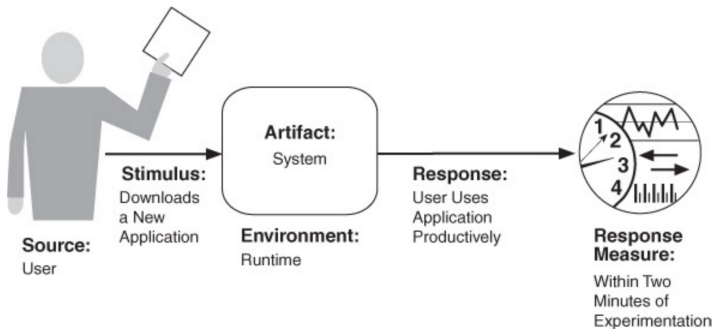 Source:
User
Stimulus:
Downloads
a New
Application
Artifact:
System
Environment:
Runtime
Response:
User Uses
Application
Productively
1
2
3
4
Response
Measure:
Within Two
Minutes of
Experimentation